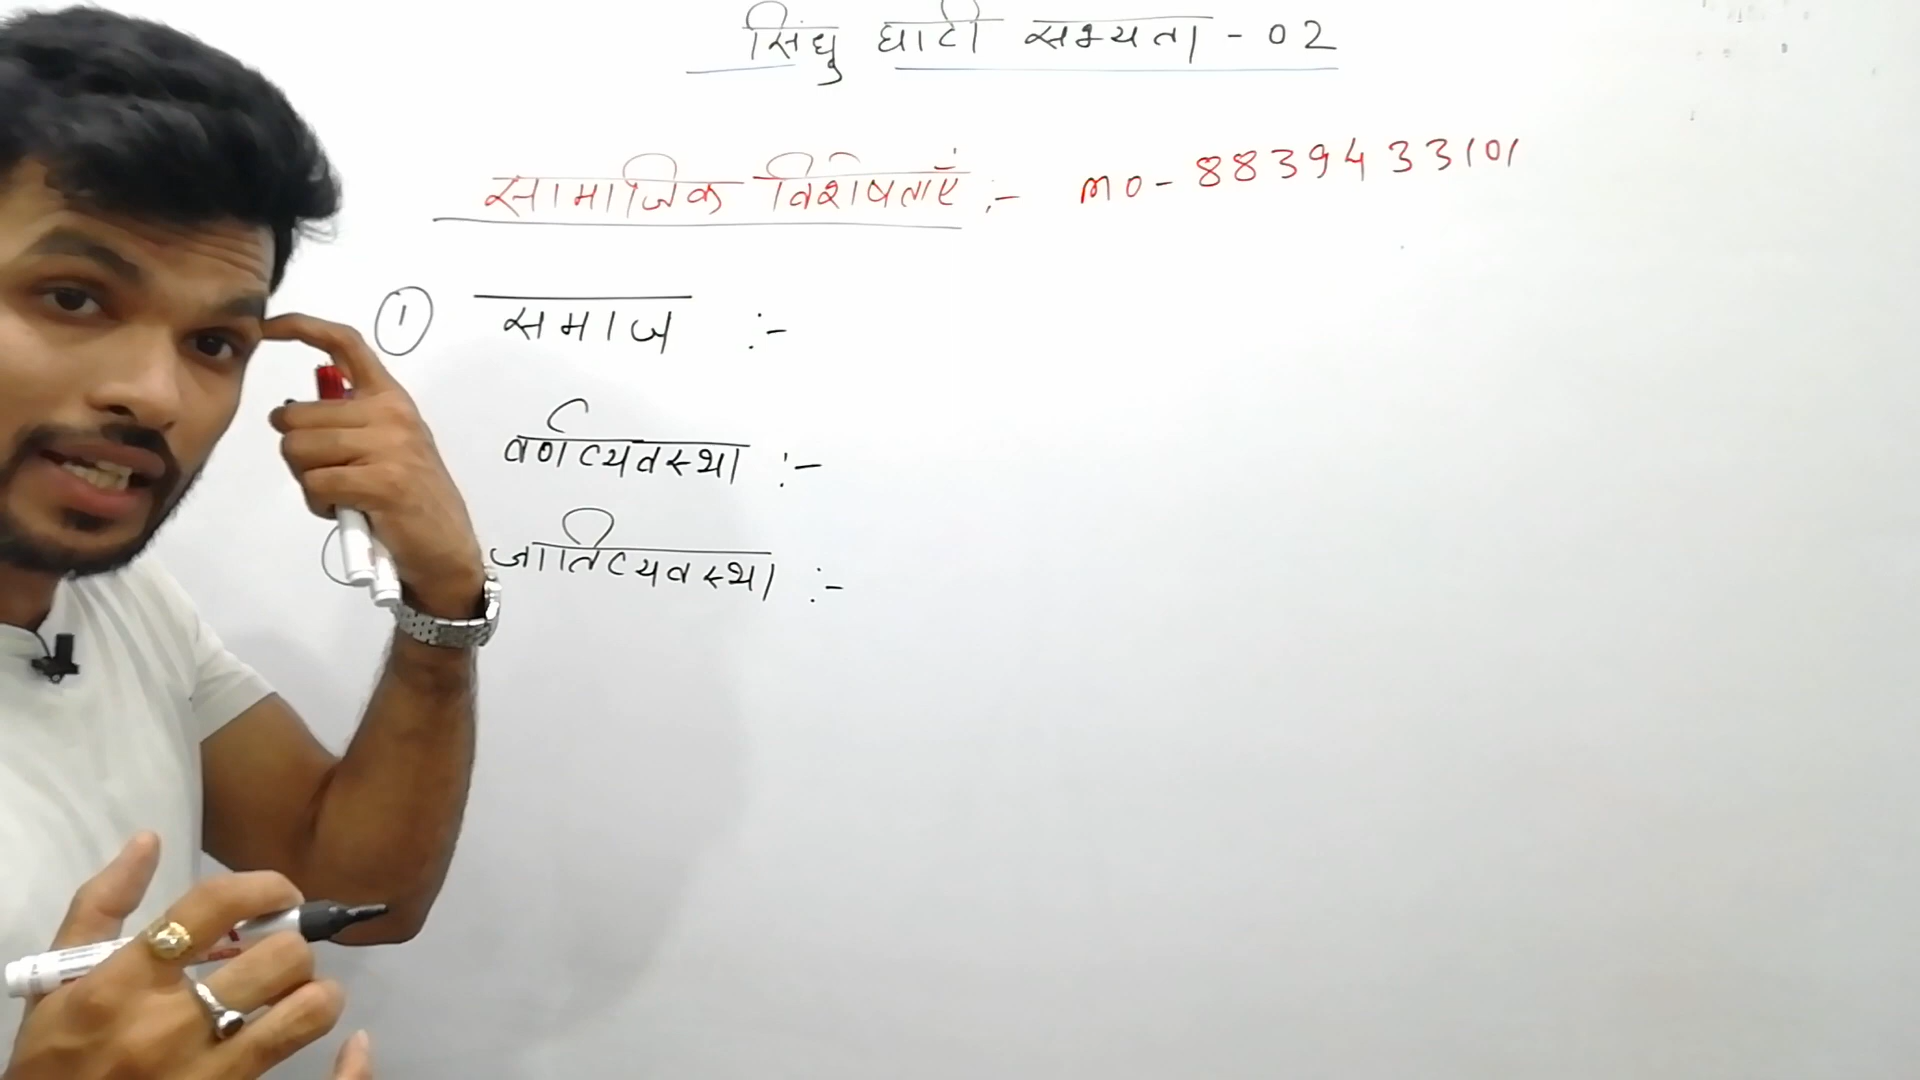 सिंधु घाटी सभ्यता - 02
सामाजिक विशेषताएं :- mo - 8839433101
① समाज :-
वर्णव्यवस्था :-
जातिव्यवस्था :-